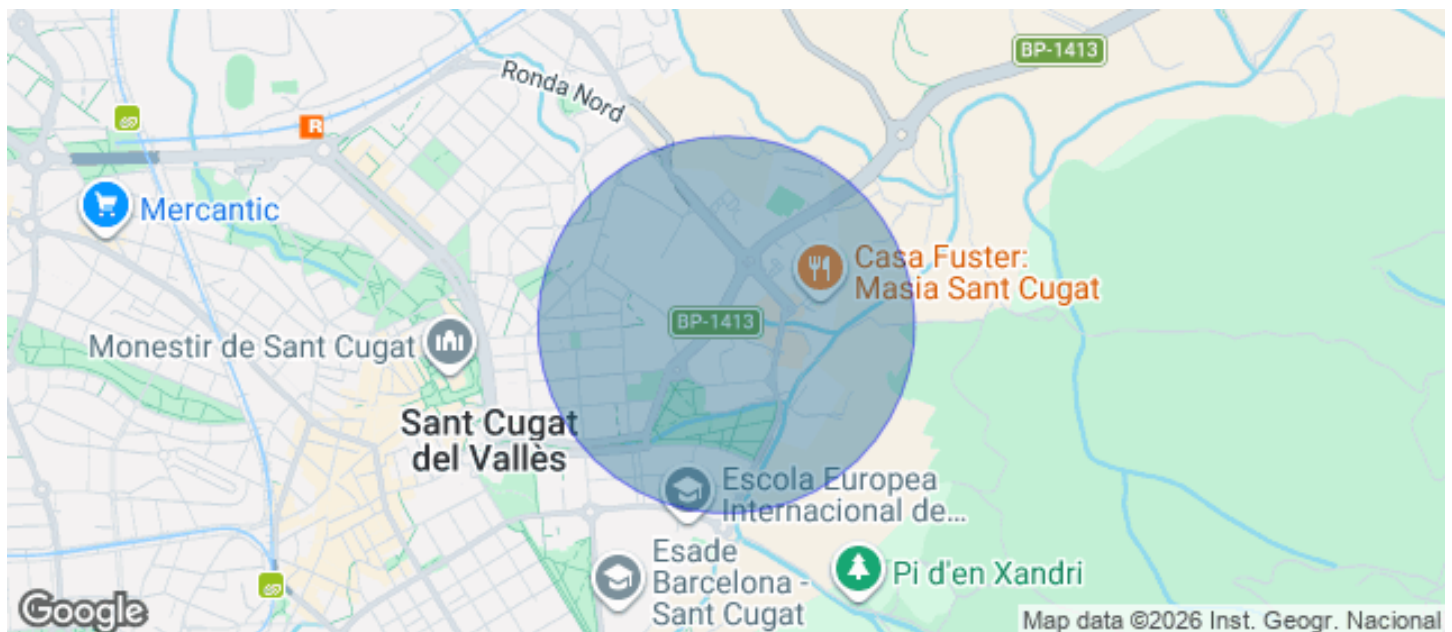 BP-1413
Ronda Nord
R
Mercantic
Casa Fuster:
Masia Sant Cugat
BP-1413
Monestir de Sant Cugat
Sant Cugat
del Vallès
Escola Europea
Internacional de...
Esade
Barcelona -
Sant Cugat
Pi d'en Xandri
Google
Map data ©2026 Inst. Geogr. Nacional